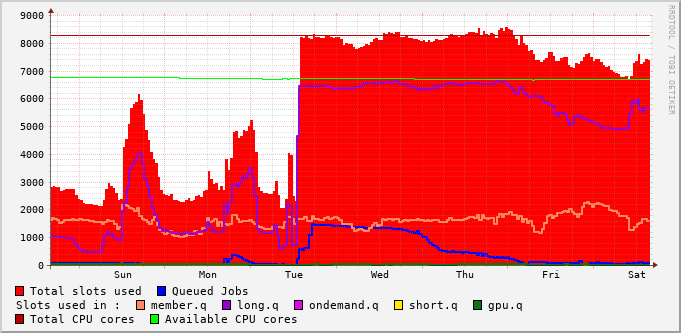 RRDTOOL / TOBI OETIKER
9000
8000
7000
6000
5000
4000
3000
2000
1000
0
Sun Mon Tue Wed Thu Fri Sat
Total slots used Queued Jobs
Slots used in : member.q long.q ondemand.q short.q gpu.q
Total CPU cores Available CPU cores